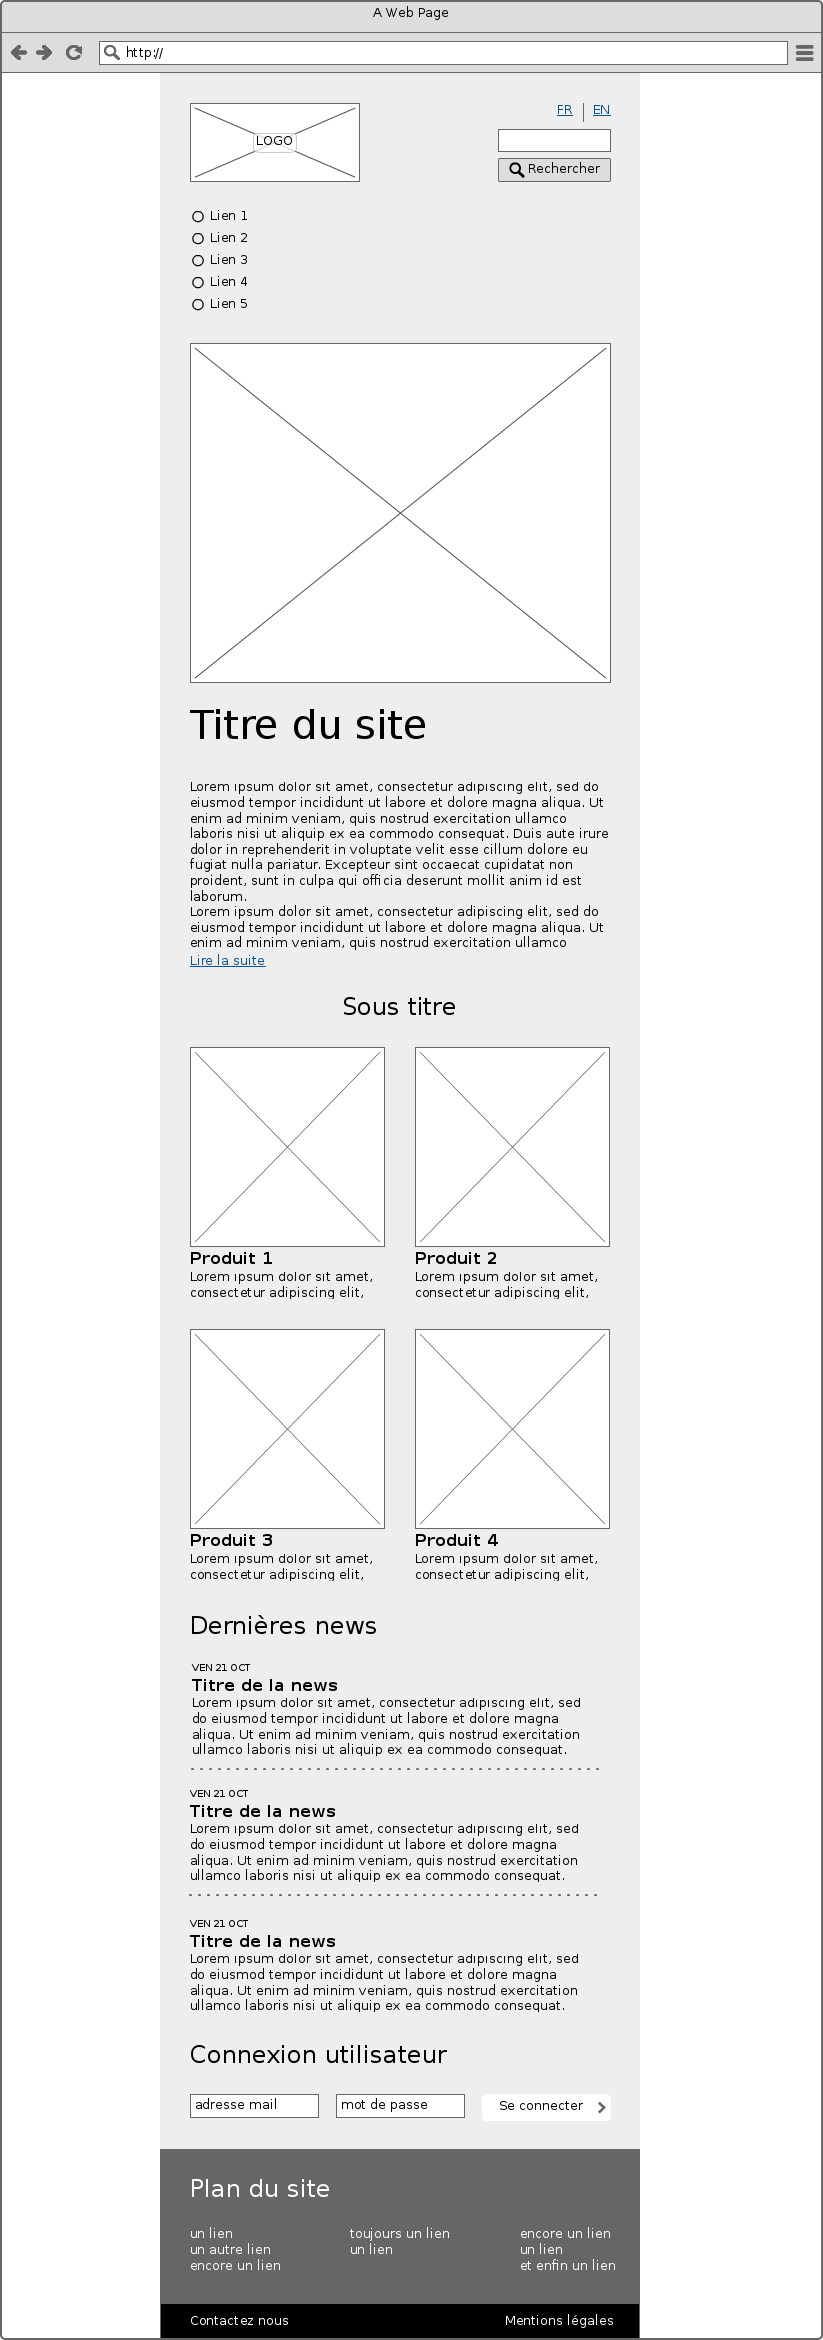 A Web Page
http://
LOGO
FR
EN
Rechercher
Lien 1
Lien 2
Lien 3
Lien 4
Lien 5
Titre du site
Lorem ipsum dolor sit amet, consectetur adipiscing elit, sed do
eiusmod tempor incididunt ut labore et dolore magna aliqua. Ut
enim ad minim veniam, quis nostrud exercitation ullamco
laboris nisi ut aliquip ex ea commodo consequat. Duis aute irure
dolor in reprehenderit in voluptate velit esse cillum dolore eu
fugiat nulla pariatur. Excepteur sint occaecat cupidatat non
proident, sunt in culpa qui officia deserunt mollit anim id est
laborum.
Lorem ipsum dolor sit amet, consectetur adipiscing elit, sed do
eiusmod tempor incididunt ut labore et dolore magna aliqua. Ut
enim ad minim veniam, quis nostrud exercitation ullamco
Lire la suite
Sous titre
Produit 1
Lorem ipsum dolor sit amet,
consectetur adipiscing elit,
Produit 2
Lorem ipsum dolor sit amet,
consectetur adipiscing elit,
Produit 3
Lorem ipsum dolor sit amet,
consectetur adipiscing elit,
Produit 4
Lorem ipsum dolor sit amet,
consectetur adipiscing elit,
Dernières news
VEN 21 OCT
Titre de la news
Lorem ipsum dolor sit amet, consectetur adipiscing elit, sed
do eiusmod tempor incididunt ut labore et dolore magna
aliqua. Ut enim ad minim veniam, quis nostrud exercitation
ullamco laboris nisi ut aliquip ex ea commodo consequat.
VEN 21 OCT
Titre de la news
Lorem ipsum dolor sit amet, consectetur adipiscing elit, sed
do eiusmod tempor incididunt ut labore et dolore magna
aliqua. Ut enim ad minim veniam, quis nostrud exercitation
ullamco laboris nisi ut aliquip ex ea commodo consequat.
VEN 21 OCT
Titre de la news
Lorem ipsum dolor sit amet, consectetur adipiscing elit, sed
do eiusmod tempor incididunt ut labore et dolore magna
aliqua. Ut enim ad minim veniam, quis nostrud exercitation
ullamco laboris nisi ut aliquip ex ea commodo consequat.
Connexion utilisateur
adresse mail
mot de passe
Se connecter
Plan du site
un lien
un autre lien
encore un lien
toujours un lien
un lien
encore un lien
un lien
et enfin un lien
Contactez nous
Mentions légales